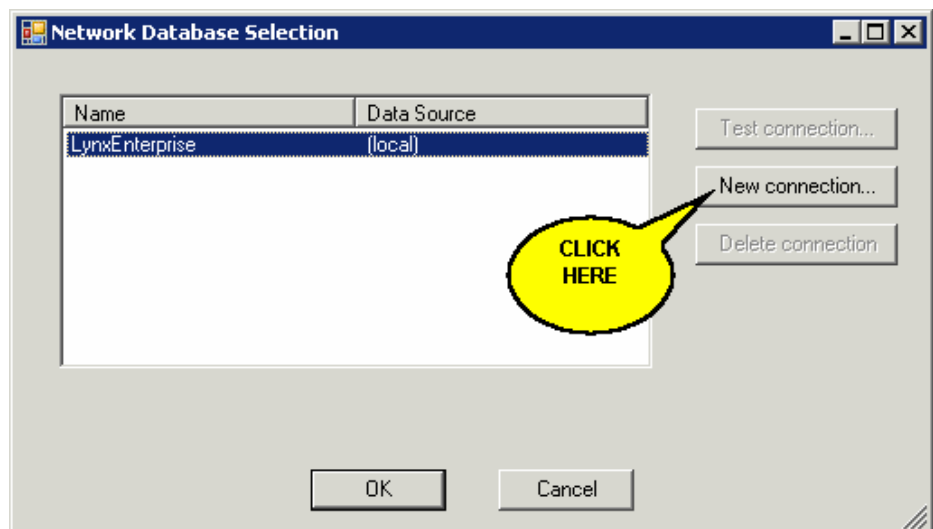 Network Database Selection
Name Data Source
LynxEnterprise (local)
Test connection...
New connection...
Delete connection
CLICK
HERE
OK Cancel